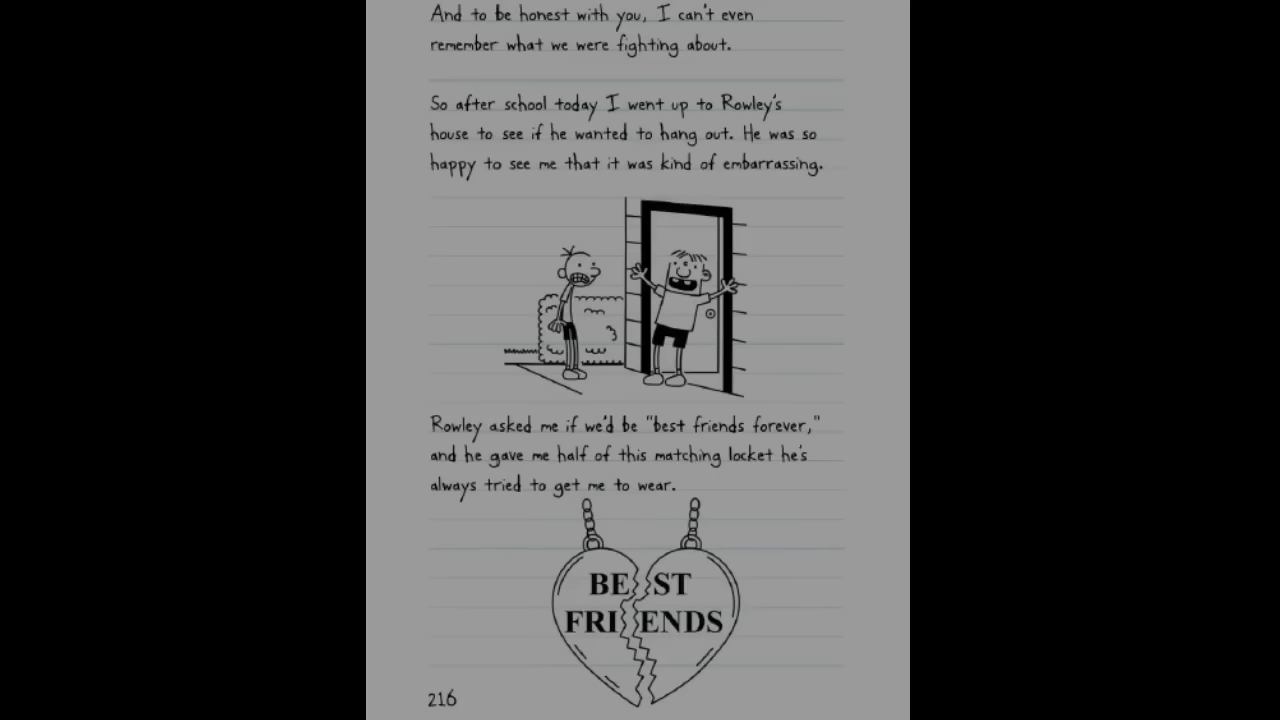 And to be honest with you, I can't even
remember what we were fighting about.
So after school today I went up to Rowley's
house to see if he wanted to hang out. He was so
happy to see me that it was kind of embarrassing.
Rowley asked me if we'd be "best friends forever,"
and he gave me half of this matching locket he's
always tried to get me to wear.
BE ST
FRI ENDS
216